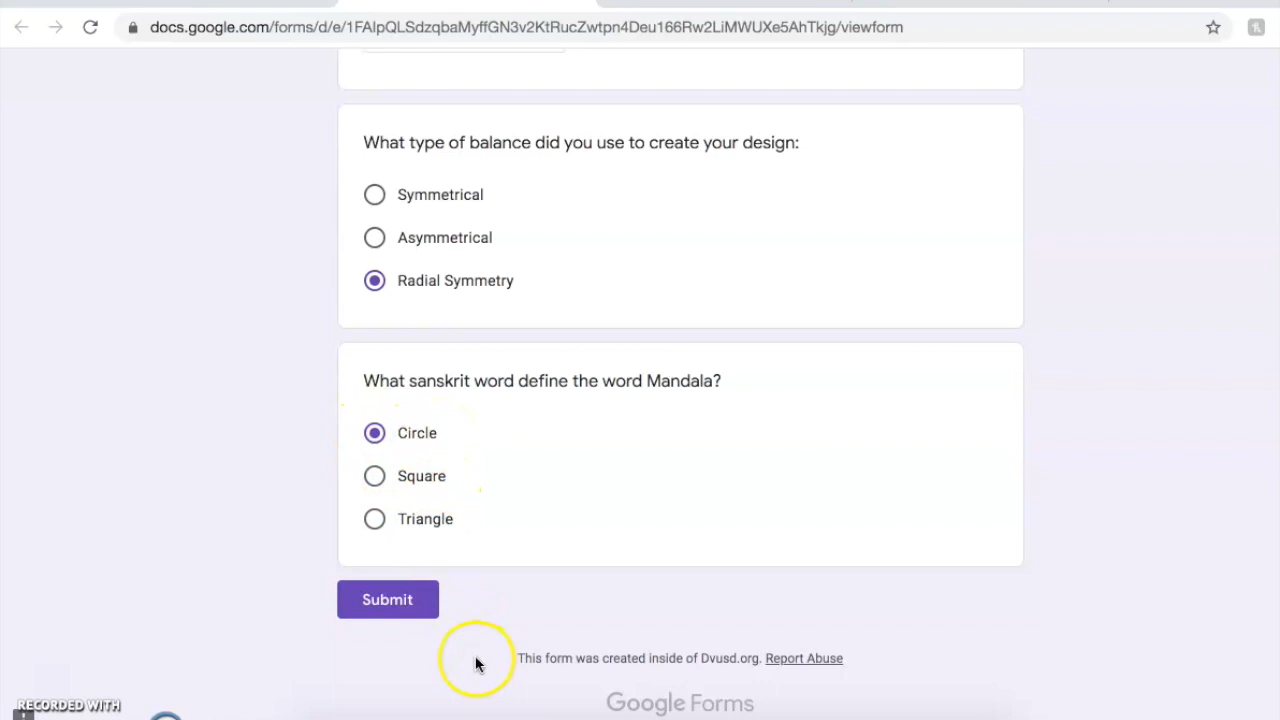 docs.google.com/forms/d/e/1FAIpQLSdzqbaMyffGN3v2KtRucZwtpn4Deu166Rw2LiMWUXe5AhTkjg/viewform
What type of balance did you use to create your design:
Symmetrical
Asymmetrical
Radial Symmetry
What sanskrit word define the word Mandala?
Circle
Square
Triangle
Submit
This form was created inside of Dvusd.org. Report Abuse
Google Forms
RECORDED WITH